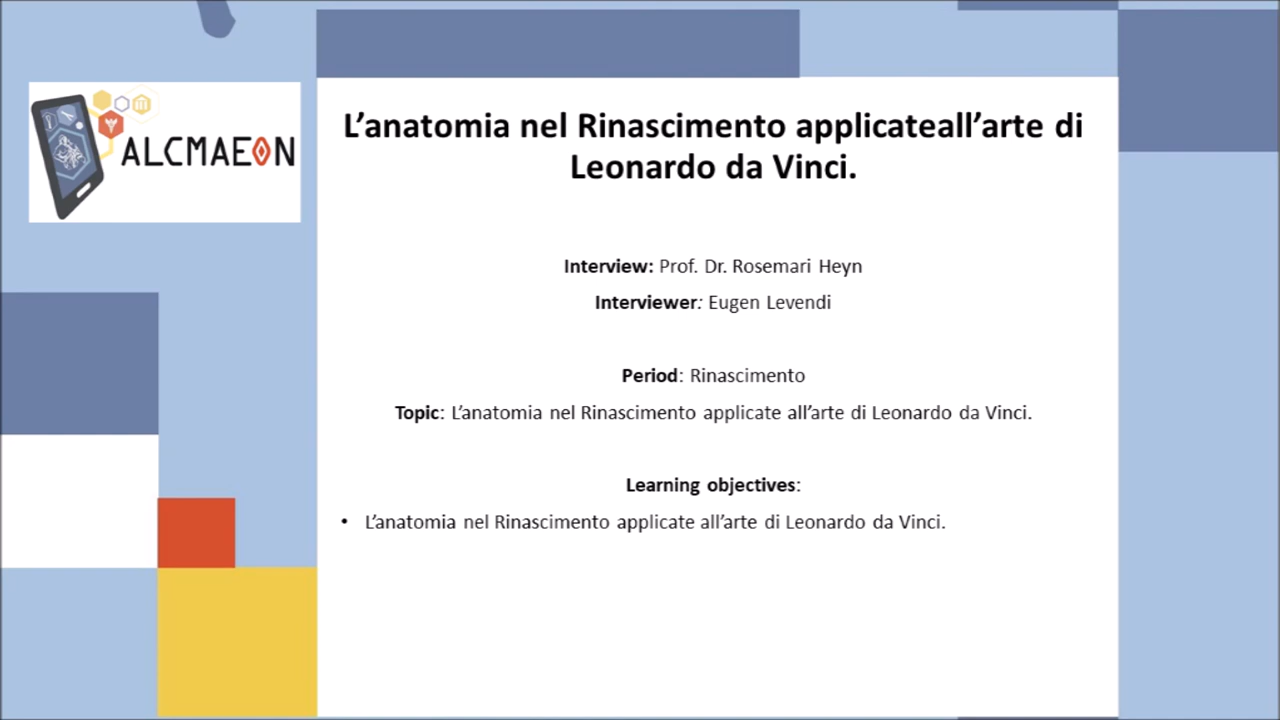 ALCMAEON
L’anatomia nel Rinascimento applicateall’arte di
Leonardo da Vinci.
Interview: Prof. Dr. Rosemari Heyn
Interviewer: Eugen Levendi
Period: Rinascimento
Topic: L’anatomia nel Rinascimento applicate all’arte di Leonardo da Vinci.
Learning objectives:
• L’anatomia nel Rinascimento applicate all’arte di Leonardo da Vinci.